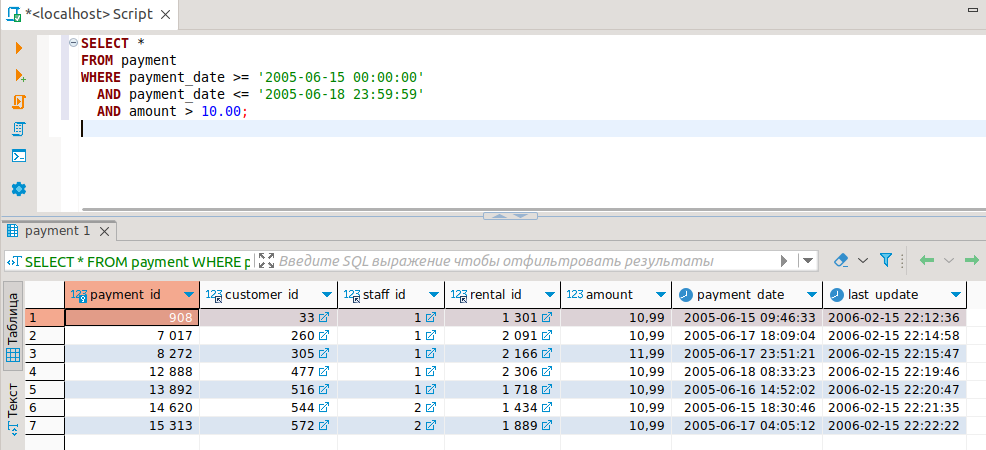 *<localhost> Script
SELECT *
FROM payment
WHERE payment_date >= '2005-06-15 00:00:00'
AND payment_date <= '2005-06-18 23:59:59'
AND amount > 10.00;
payment 1
SELECT * FROM payment WHERE p Введите SQL выражение чтобы отфильтровать результаты
Таблица
Текст
payment_id customer_id staff_id rental_id amount payment_date last_update
1 908 33 1 1 301 10,99 2005-06-15 09:46:33 2006-02-15 22:12:36
2 7 017 260 1 2 091 10,99 2005-06-17 18:09:04 2006-02-15 22:14:58
3 8 272 305 1 2 166 11,99 2005-06-17 23:51:21 2006-02-15 22:15:47
4 12 888 477 1 2 306 10,99 2005-06-18 08:33:23 2006-02-15 22:19:46
5 13 892 516 1 1 718 10,99 2005-06-16 14:52:02 2006-02-15 22:20:47
6 14 620 544 2 1 434 10,99 2005-06-15 18:30:46 2006-02-15 22:21:35
7 15 313 572 2 1 889 10,99 2005-06-17 04:05:12 2006-02-15 22:22:22